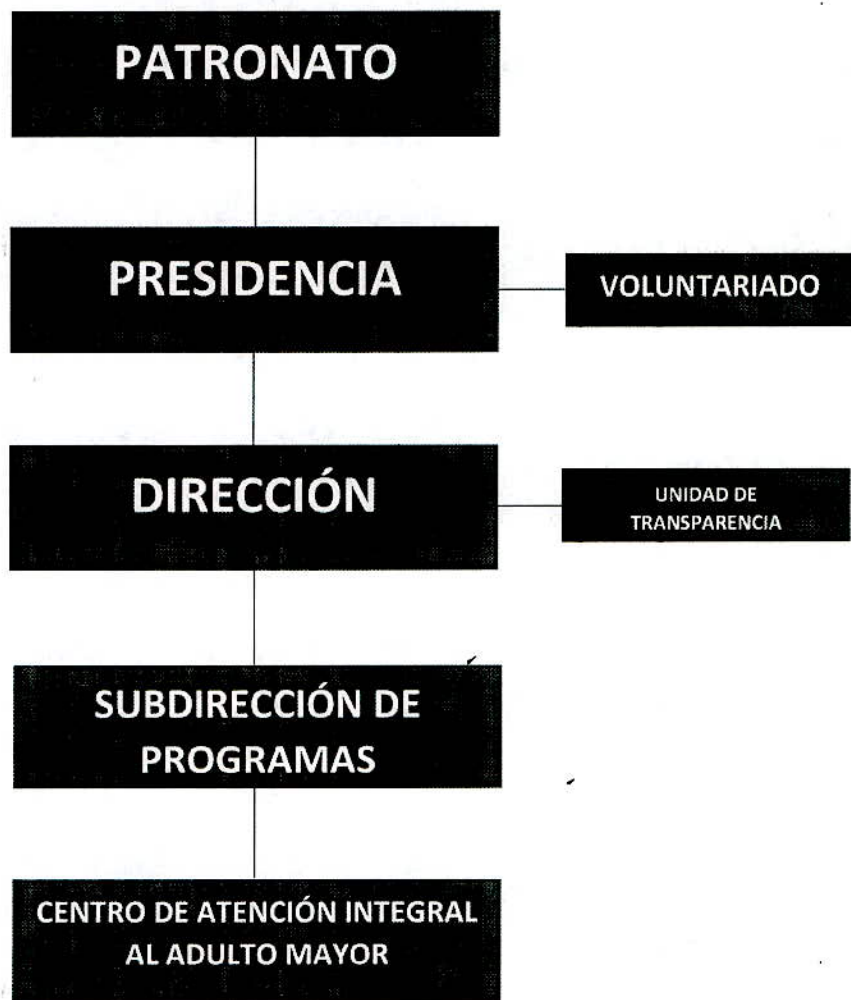 PATRONATO
PRESIDENCIA
VOLUNTARIADO
DIRECCIÓN
UNIDAD DE
TRANSPARENCIA
SUBDIRECCIÓN DE
PROGRAMAS
CENTRO DE ATENCIÓN INTEGRAL
AL ADULTO MAYOR